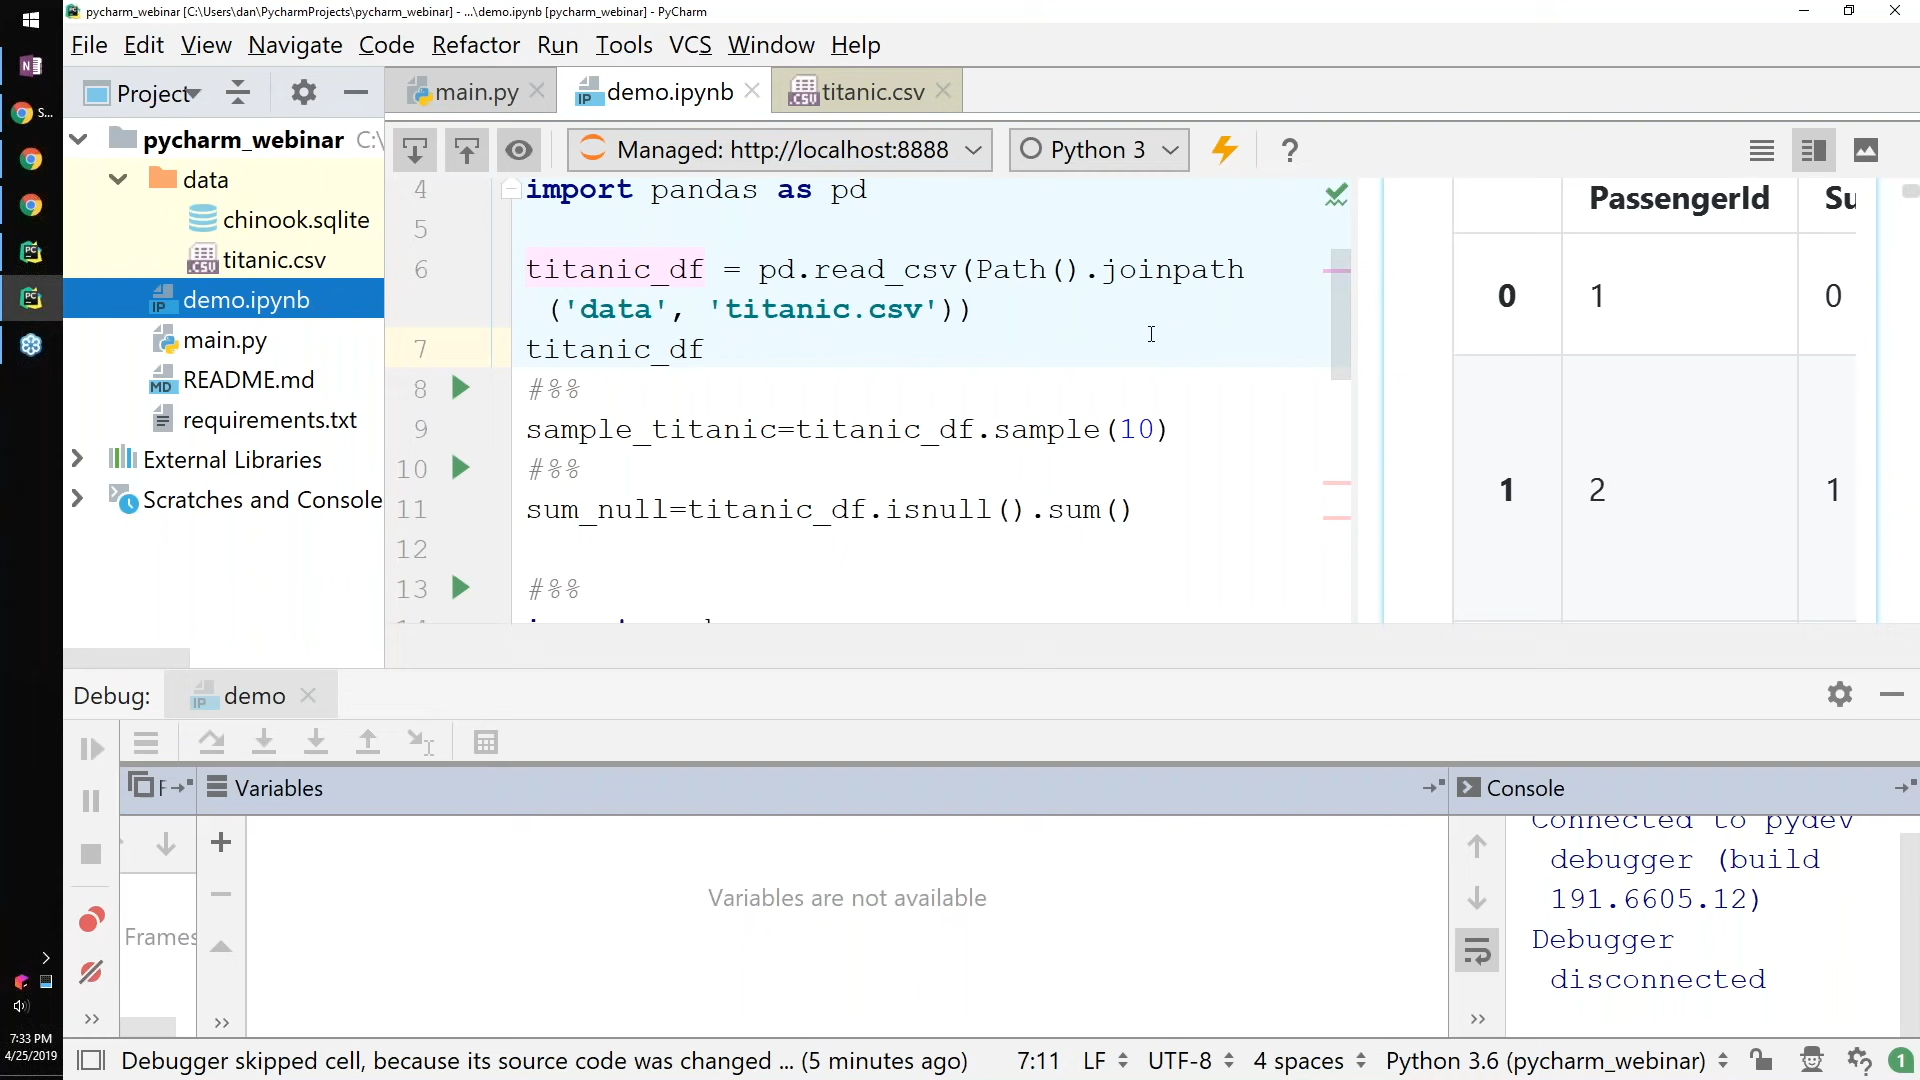 pycharm_webinar [C:\Users\dan\PycharmProjects\pycharm_webinar] - ...\demo.ipynb [pycharm_webinar] - PyCharm
File Edit View Navigate Code Refactor Run Tools VCS Window Help
Project
main.py
demo.ipynb
titanic.csv
pycharm_webinar C:\
data
chinook.sqlite
titanic.csv
demo.ipynb
main.py
README.md
requirements.txt
External Libraries
Scratches and Console
Managed: http://localhost:8888
Python 3
?
4 import pandas as pd
5
6 titanic_df = pd.read_csv(Path().joinpath
('data', 'titanic.csv'))
7 titanic_df
8 #%%
9 sample_titanic=titanic_df.sample(10)
10 #%%
11 sum_null=titanic_df.isnull().sum()
12
13 #%%
PassengerId Su
0 1 0
1 2 1
Debug: demo
F
Variables
Console
Frames
Variables are not available
Connected to pydev
debugger (build
191.6605.12)
Debugger
disconnected
S...
7:33 PM
4/25/2019
Debugger skipped cell, because its source code was changed ... (5 minutes ago)
7:11 LF UTF-8 4 spaces Python 3.6 (pycharm_webinar) 1